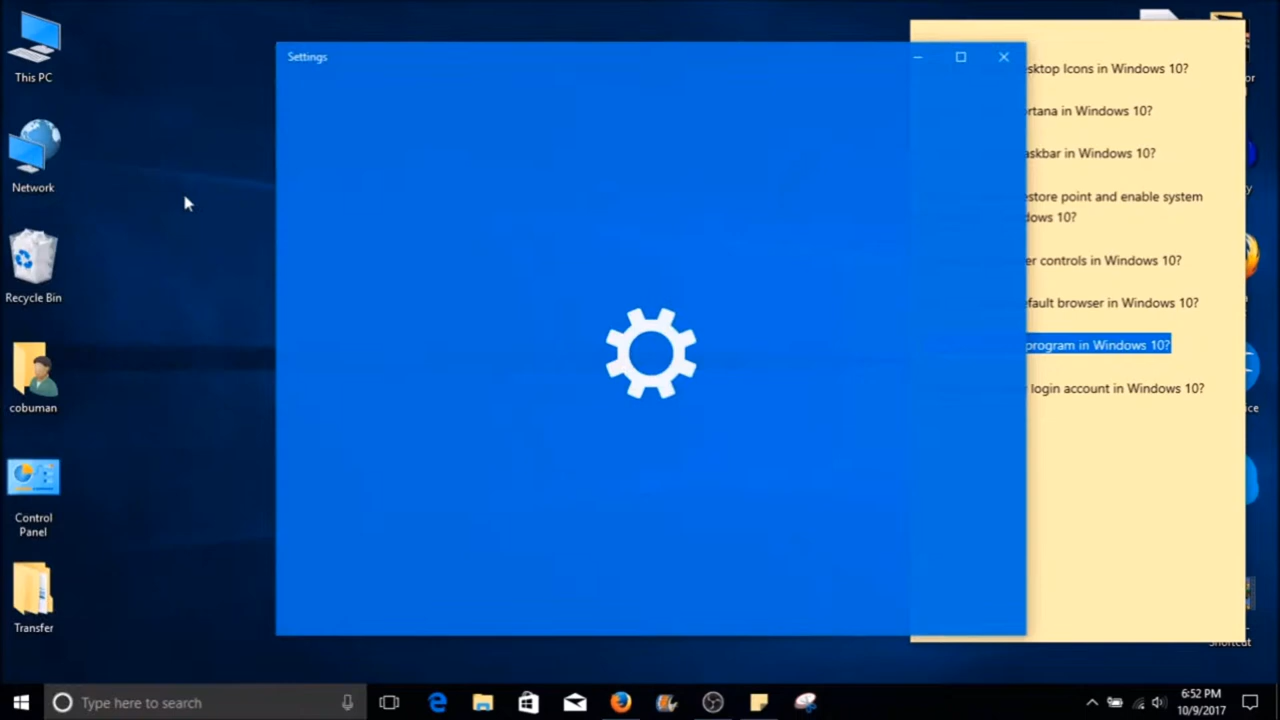 This PC
Network
Recycle Bin
cobuman
Control
Panel
Transfer
Settings
sktop Icons in Windows 10?
rtana in Windows 10?
askbar in Windows 10?
estore point and enable system
dows 10?
er controls in Windows 10?
efault browser in Windows 10?
program in Windows 10?
login account in Windows 10?
or
y
ice
Shortcut
Type here to search
6:52 PM
10/9/2017